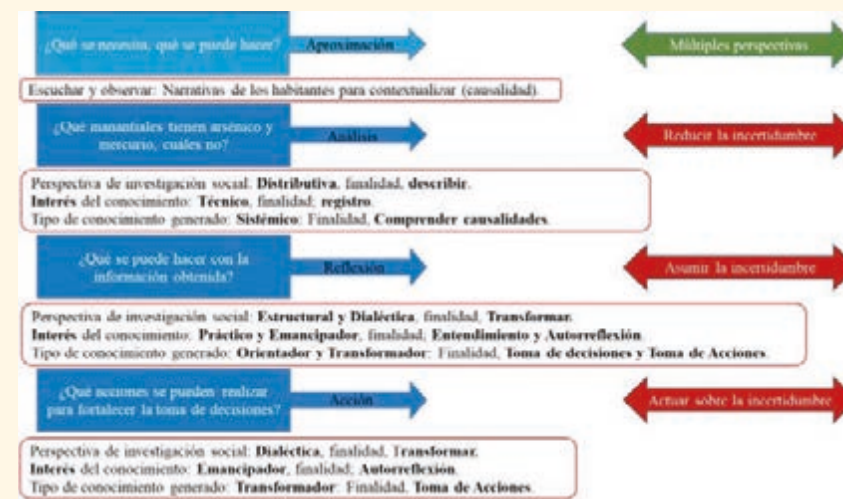 ¿Qué se necesita, qué se puede hacer?
Aproximación
Múltiples perspectivas
Escuchar y observar: Narrativas de los habitantes para contextualizar (causalidad).
¿Qué manantiales tienen arsénico y
mercurio, cuáles no?
Análisis
Reducir la incertidumbre
Perspectiva de investigación social: Distributiva, finalidad, describir.
Interés del conocimiento: Técnico, finalidad; registro.
Tipo de conocimiento generado: Sistémico: Finalidad, Comprender causalidades.
¿Qué se puede hacer con la
información obtenida?
Reflexión
Asumir la incertidumbre
Perspectiva de investigación social: Estructural y Dialéctica, finalidad, Transformar.
Interés del conocimiento: Práctico y Emancipador, finalidad; Entendimiento y Autorreflexión.
Tipo de conocimiento generado: Orientador y Transformador: Finalidad, Toma de decisiones y Toma de Acciones.
¿Qué acciones se pueden realizar
para fortalecer la toma de decisiones?
Acción
Actuar sobre la incertidumbre
Perspectiva de investigación social: Dialéctica, finalidad, Transformar.
Interés del conocimiento: Emancipador, finalidad; Autorreflexión.
Tipo de conocimiento generado: Transformador: Finalidad, Toma de Acciones.